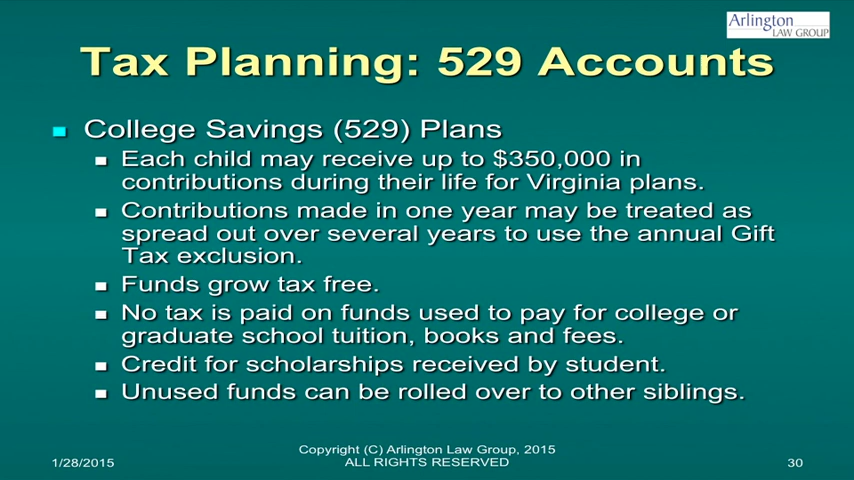 Arlington
LAW GROUP
Tax Planning: 529 Accounts
College Savings (529) Plans
Each child may receive up to $350,000 in
contributions during their life for Virginia plans.
Contributions made in one year may be treated as
spread out over several years to use the annual Gift
Tax exclusion.
Funds grow tax free.
No tax is paid on funds used to pay for college or
graduate school tuition, books and fees.
Credit for scholarships received by student.
Unused funds can be rolled over to other siblings.
Copyright (C) Arlington Law Group, 2015
1/28/2015
ALL RIGHTS RESERVED
30